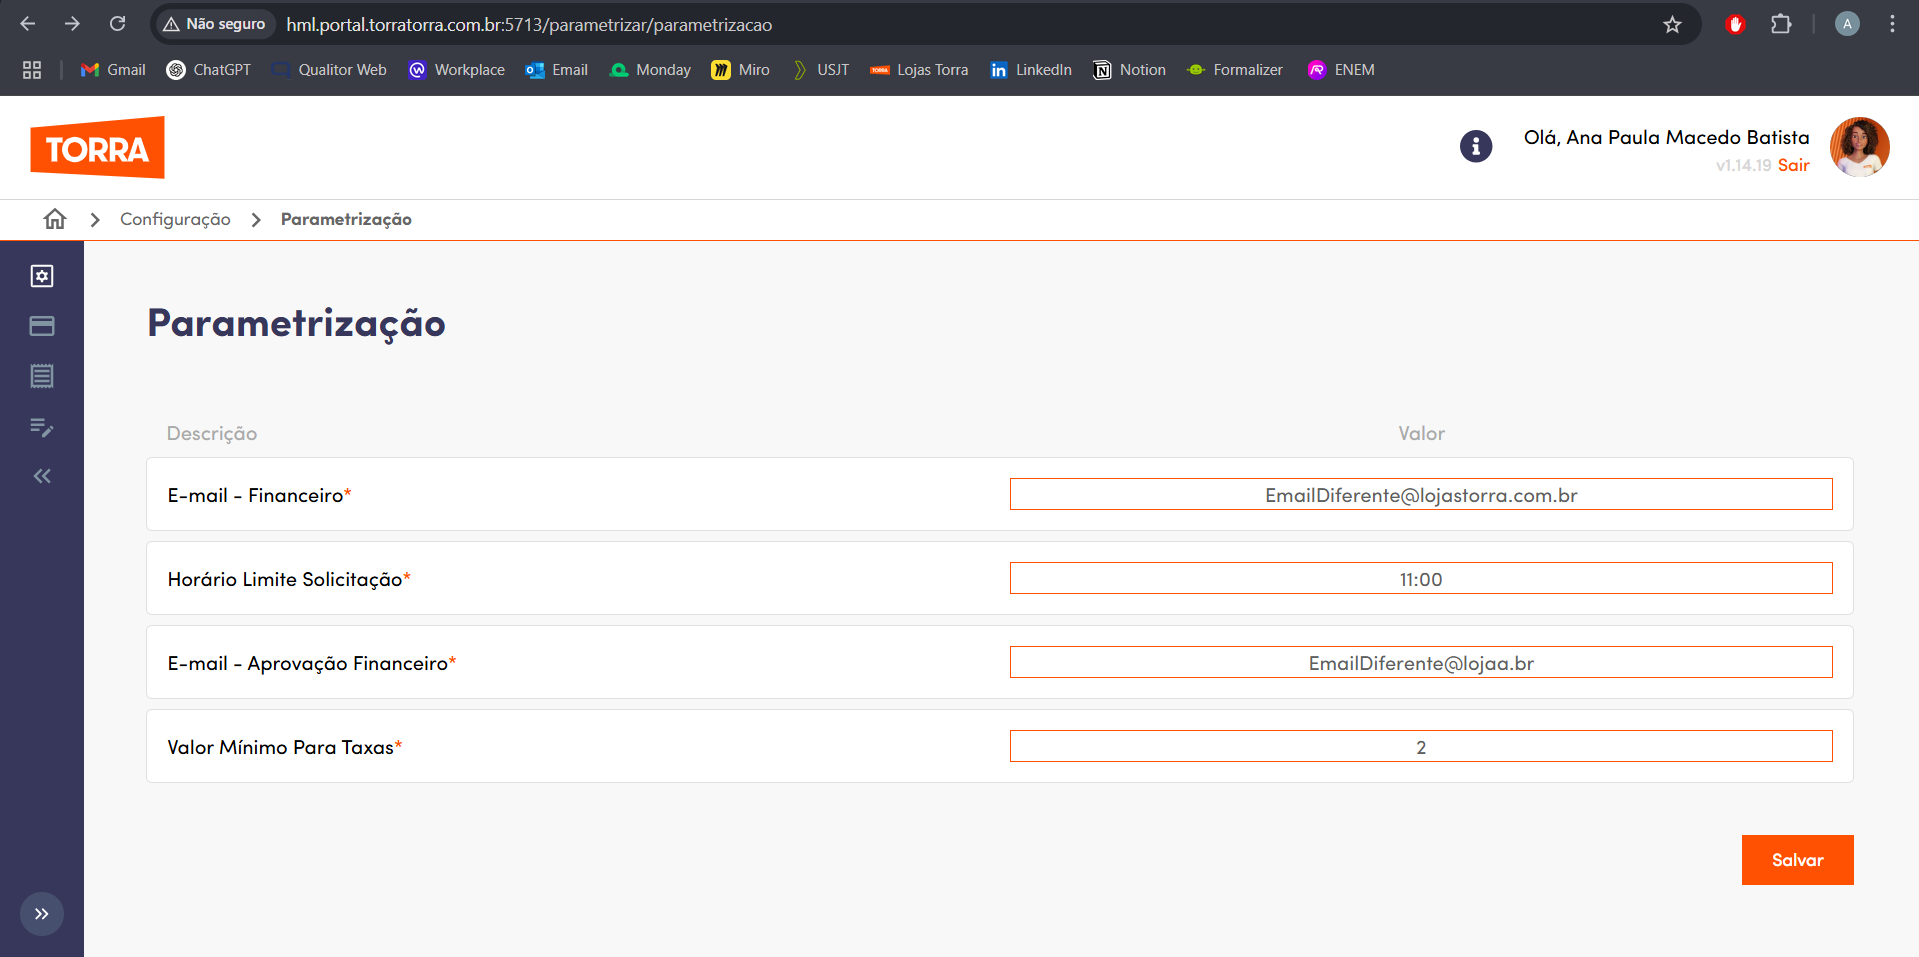 Não seguro hml.portal.torratorra.com.br:5713/parametrizar/parametrizacao A
Gmail ChatGPT Qualitor Web Workplace Email Monday Miro USJT Lojas Torra LinkedIn Notion Formalizer ENEM
TORRA
Olá, Ana Paula Macedo Batista
v1.14.19 Sair
Configuração Parametrização
Parametrização
Descrição Valor
E-mail - Financeiro* EmailDiferente@lojastorra.com.br
Horário Limite Solicitação* 11:00
E-mail - Aprovação Financeiro* EmailDiferente@lojaa.br
Valor Mínimo Para Taxas* 2
Salvar